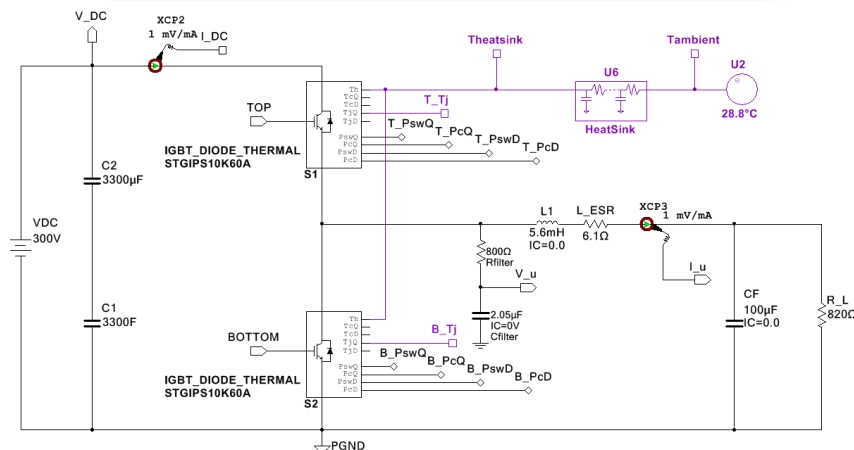 V_DC
XCP2
1 mV/mA
I_DC
Theatsink
Tambient
U2
e
28.8°C
U6
HeatSink
TOP
Th
TcQ
TcD
TjQ
TjD
PswQ
PcQ
PswD
PcD
T_Tj
T_PswQ
T_PcQ
T_PswD
T_PcD
IGBT_DIODE_THERMAL
STGIPS10K60A
S1
C2
3300µF
VDC
300V
C1
3300F
L1
5.6mH
IC=0.0
L_ESR
6.1Ω
XCP3
1 mV/mA
I_u
800Ω
Rfilter
V_u
2.05µF
IC=0V
Cfilter
CF
100µF
IC=0.0
R_L
820Ω
BOTTOM
Th
TcQ
TcD
TjQ
TjD
PswQ
PcQ
PswD
PcD
B_Tj
B_PswQ
B_PcQ
B_PswD
B_PcD
IGBT_DIODE_THERMAL
STGIPS10K60A
S2
PGND